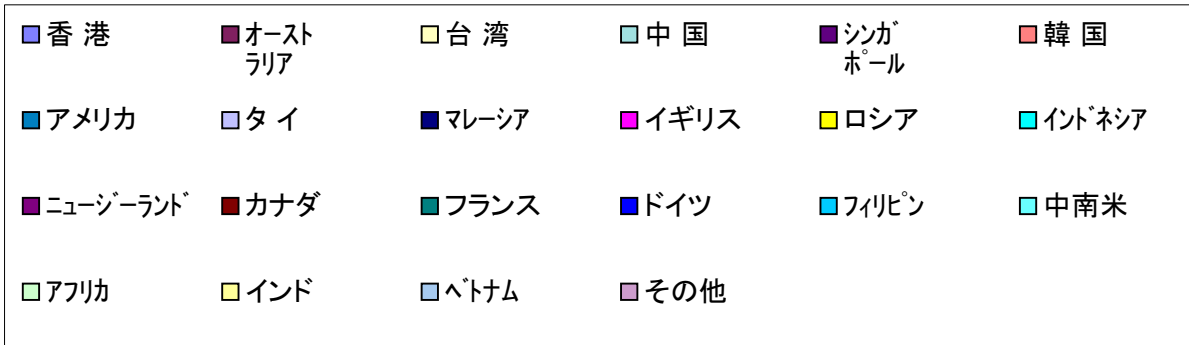 香 港
オースト
ラリア
台 湾
中 国
シンガ
ポール
韓 国
アメリカ
タ イ
マレーシア
イギリス
ロシア
インドネシア
ニュージーランド
カナダ
フランス
ドイツ
フィリピン
中南米
アフリカ
インド
ベトナム
その他